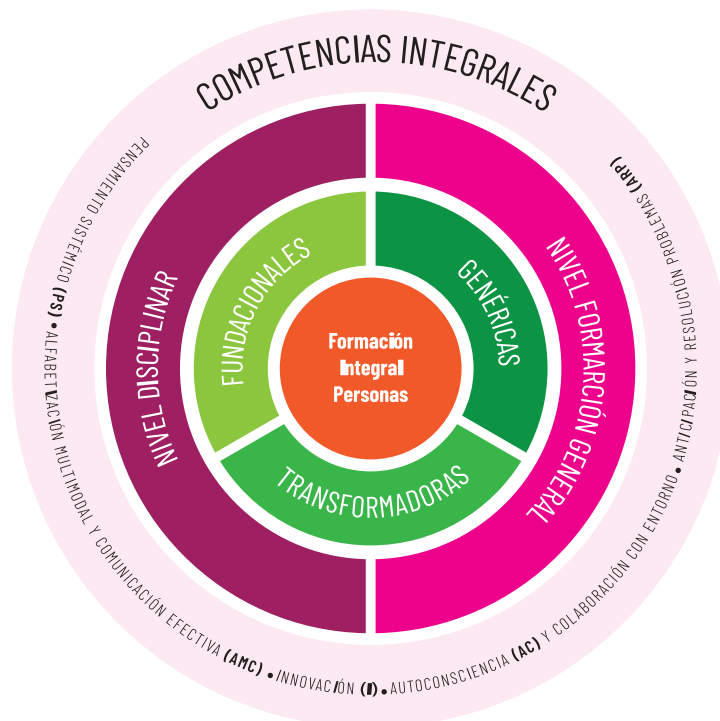 COMPETENCIAS INTEGRALES
PENSAMIENTO SISTÉMICO (PS) • ALFABETIZACIÓN MULTIMODAL Y COMUNICACIÓN EFECTIVA (AMC) • INNOVACIÓN (I) • AUTOCONSCIENCIA (AC) Y COLABORACIÓN CON ENTORNO • ANTICIPACIÓN Y RESOLUCIÓN PROBLEMAS (ARP)
NIVEL DISCIPLINAR
NIVEL FORMARCIÓN GENERAL
FUNDACIONALES
GENÉRICAS
TRANSFORMADORAS
Formación
Integral
Personas